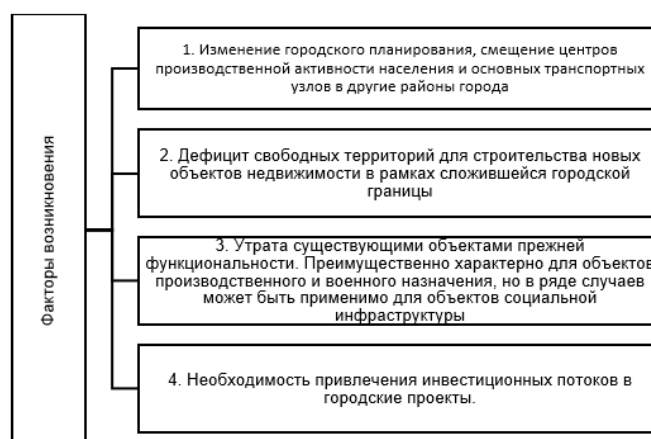 Факторы возникновения
1. Изменение городского планирования, смещение центров
производственной активности населения и основных транспортных
узлов в другие районы города
2. Дефицит свободных территорий для строительства новых
объектов недвижимости в рамках сложившейся городской
границы
3. Утрата существующими объектами прежней
функциональности. Преимущественно характерно для объектов
производственного и военного назначения, но в ряде случаев
может быть применимо для объектов социальной
инфраструктуры
4. Необходимость привлечения инвестиционных потоков в
городские проекты.